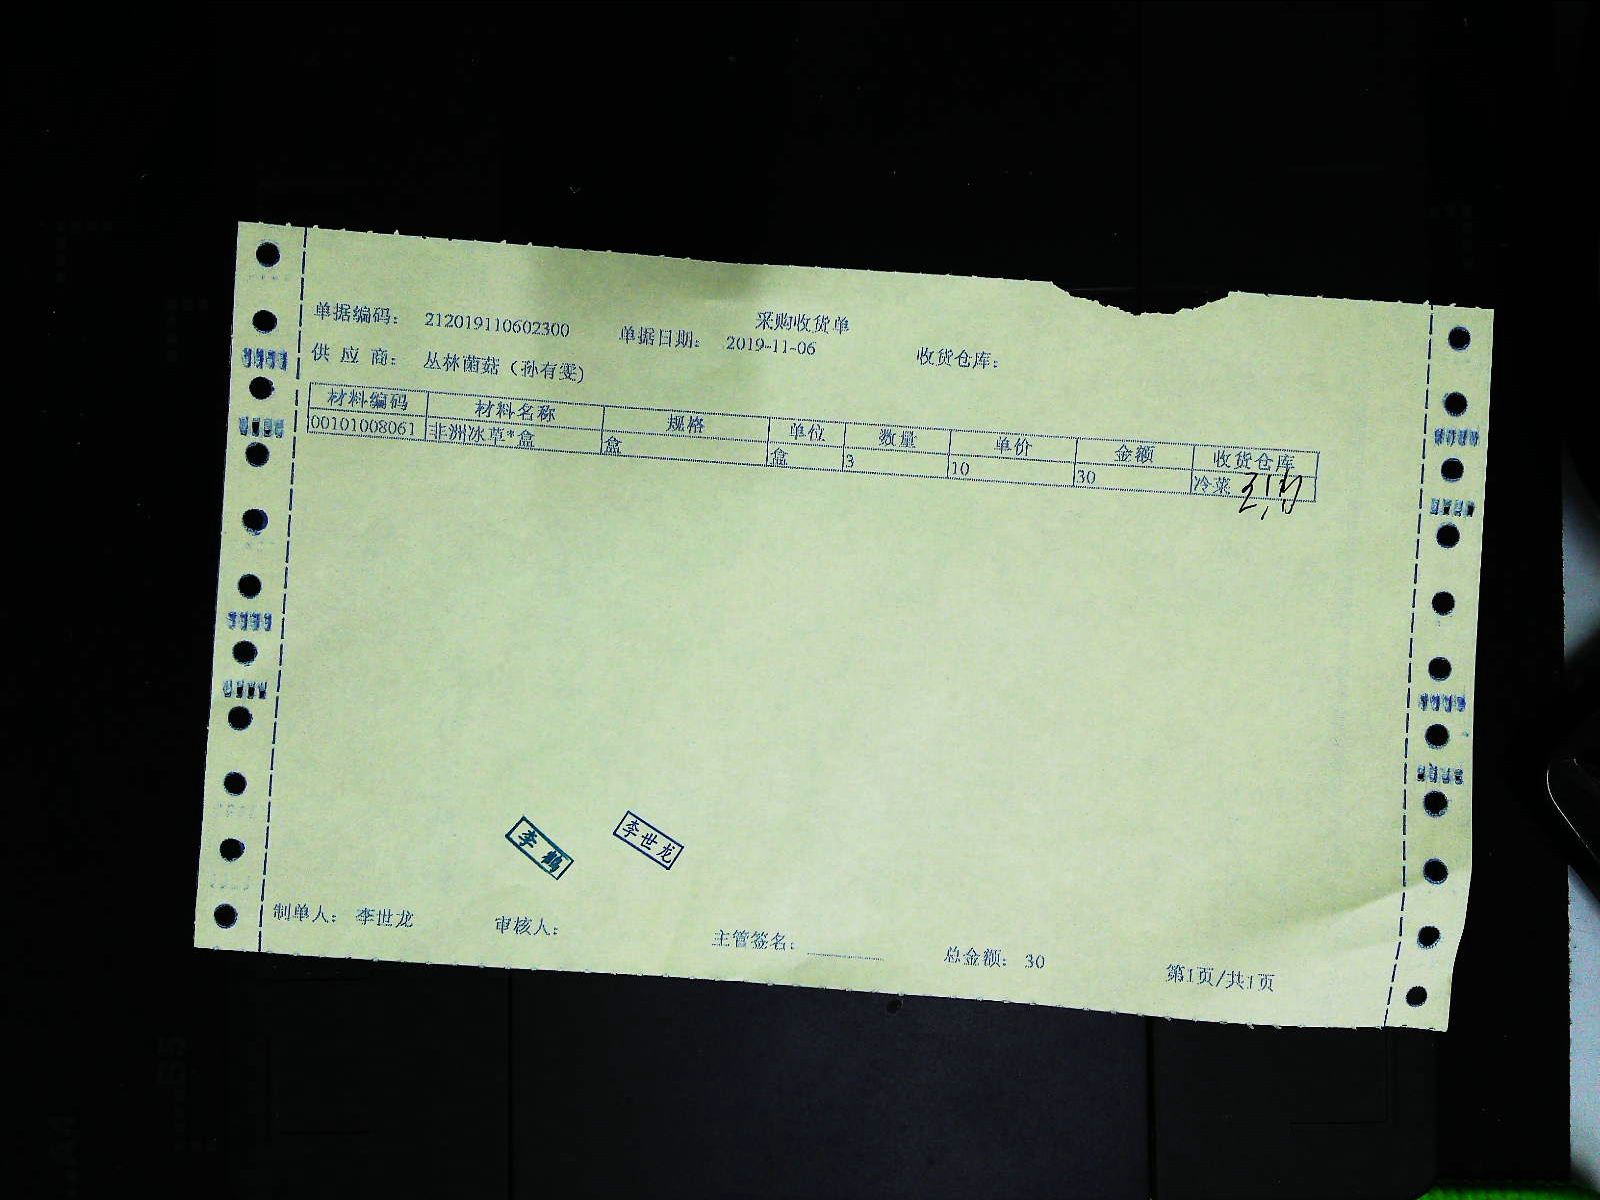 采购收货单
单据编码： 212019110602300 单据日期： 2019-11-06 收货仓库：
供 应 商： 丛林菌菇（孙有雯）
材料编码 材料名称 规格 单位 数量 单价 金额 收货仓库
00101008061 非洲冰草*盒 盒 盒 3 10 30 冷菜
李鹤 李世龙
制单人： 李世龙 审核人： 主管签名： 总金额： 30 第1页/共1页